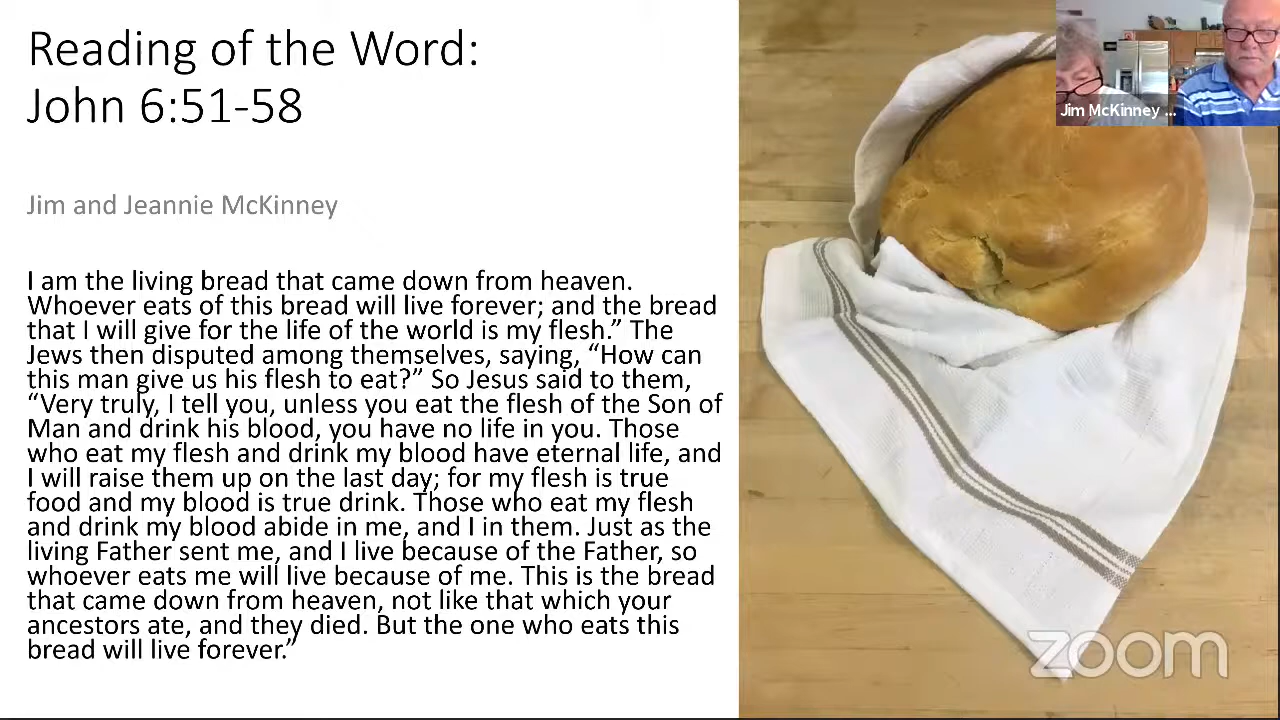 Reading of the Word:
John 6:51-58
Jim and Jeannie McKinney
I am the living bread that came down from heaven.
Whoever eats of this bread will live forever; and the bread
that I will give for the life of the world is my flesh.” The
Jews then disputed among themselves, saying, “How can
this man give us his flesh to eat?” So Jesus said to them,
“Very truly, I tell you, unless you eat the flesh of the Son of
Man and drink his blood, you have no life in you. Those
who eat my flesh and drink my blood have eternal life, and
I will raise them up on the last day; for my flesh is true
food and my blood is true drink. Those who eat my flesh
and drink my blood abide in me, and I in them. Just as the
living Father sent me, and I live because of the Father, so
whoever eats me will live because of me. This is the bread
that came down from heaven, not like that which your
ancestors ate, and they died. But the one who eats this
bread will live forever.”
Jim McKinney ...
zoom